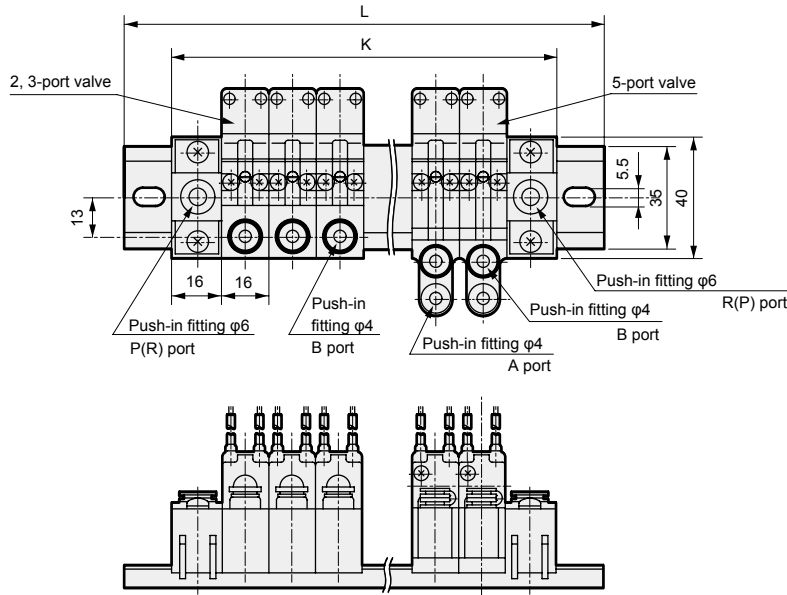 L
K
2, 3-port valve
5-port valve
13
5.5
35
40
16
16
Push-in fitting φ6
P(R) port
Push-in
fitting φ4
B port
Push-in fitting φ4
A port
Push-in fitting φ4
B port
Push-in fitting φ6
R(P) port